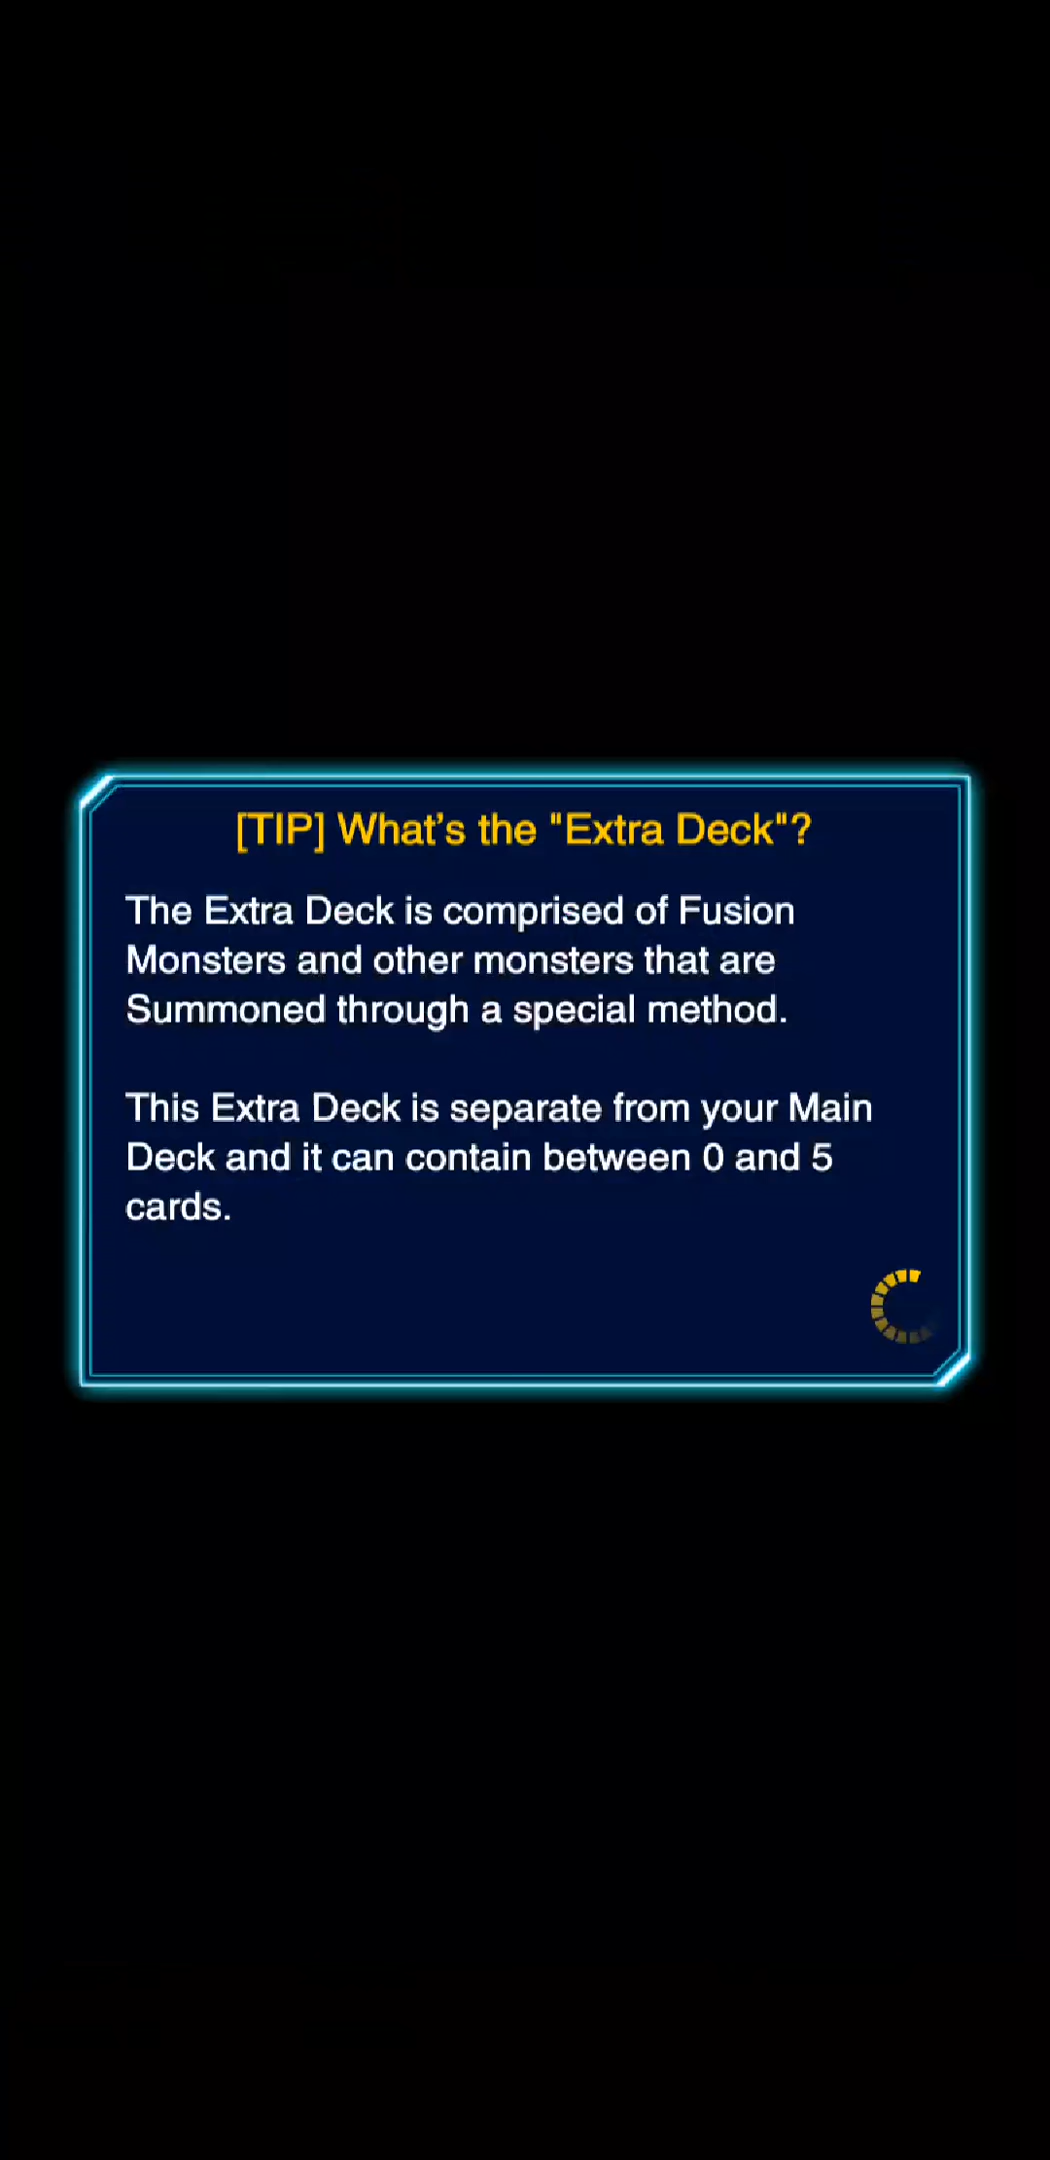 [TIP] What’s the "Extra Deck"?
The Extra Deck is comprised of Fusion
Monsters and other monsters that are
Summoned through a special method.
This Extra Deck is separate from your Main
Deck and it can contain between 0 and 5
cards.